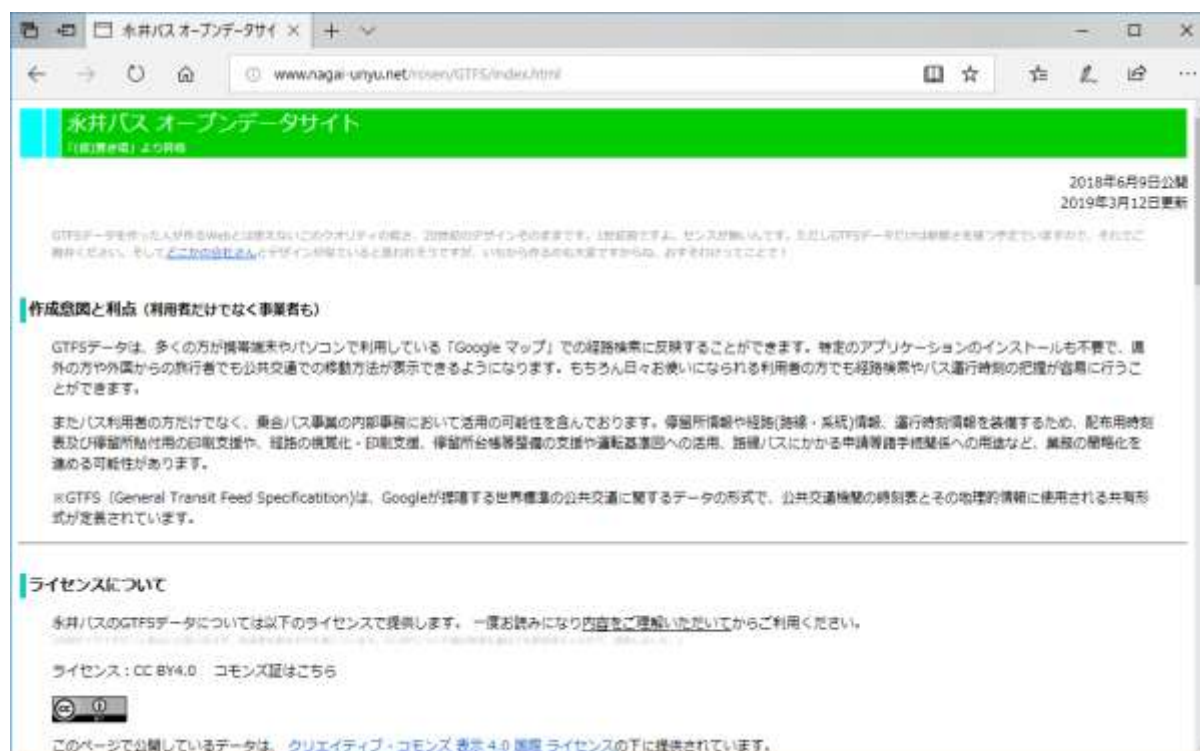 永井バス オープンデータサイ
www.nagai-unyu.net/rosen/GTFS/index.html
永井バス オープンデータサイト
「(仮)置き場」より昇格
2018年6月9日公開
2019年3月12日更新
作成意図と利点（利用者だけでなく事業者も）
GTFSデータは、多くの方が携帯端末やパソコンで利用している「Google マップ」での経路検索に反映することができます。特定のアプリケーションのインストールも不要で、県
外の方や外国からの旅行者でも公共交通での移動方法が表示できるようになります。もちろん日々お使いになられる利用者の方でも経路検索やバス運行時刻の把握が容易に行うこ
とができます。
またバス利用者の方だけでなく、乗合バス事業の内部事務において活用の可能性を含んでおります。停留所情報や経路(路線・系統)情報、運行時刻情報を装備するため、配布用時刻
表及び停留所貼付用の印刷支援や、経路の視覚化・印刷支援、停留所台帳等整備の支援や運転基準図への活用、路線バスにかかる申請等諸手続関係への用途など、業務の簡略化を
進める可能性があります。
※GTFS（General Transit Feed Specificatition)は、Googleが提唱する世界標準の公共交通に関するデータの形式で、公共交通機関の時刻表とその地理的情報に使用される共有形
式が定義されています。
ライセンスについて
永井バスのGTFSデータについては以下のライセンスで提供します。 一度お読みになり内容をご理解いただいてからご利用ください。
ライセンス：CC BY4.0 コモンズ証はこちら
cc
このページで公開しているデータは、 クリエイティブ・コモンズ 表示 4.0 国際 ライセンスの下に提供されています。